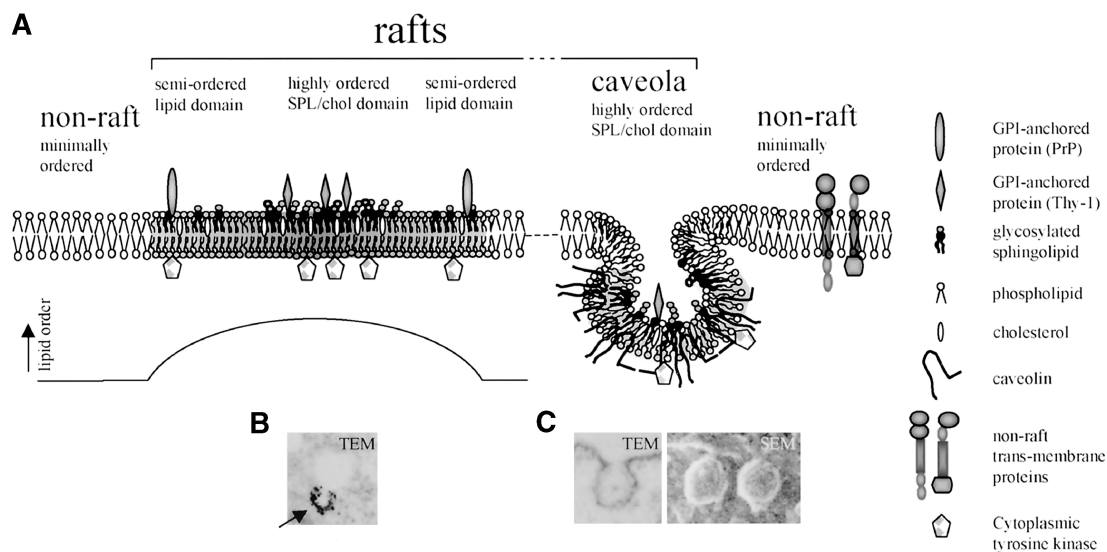 A
rafts
semi-ordered
lipid domain
highly ordered
SPL/chol domain
semi-ordered
lipid domain
caveola
highly ordered
SPL/chol domain
non-raft
minimally
ordered
non-raft
minimally
ordered
lipid order
GPI-anchored
protein (PrP)
GPI-anchored
protein (Thy-1)
glycosylated
sphingolipid
phospholipid
cholesterol
caveolin
non-raft
trans-membrane
proteins
Cytoplasmic
tyrosine kinase
B
TEM
C
TEM
SEM